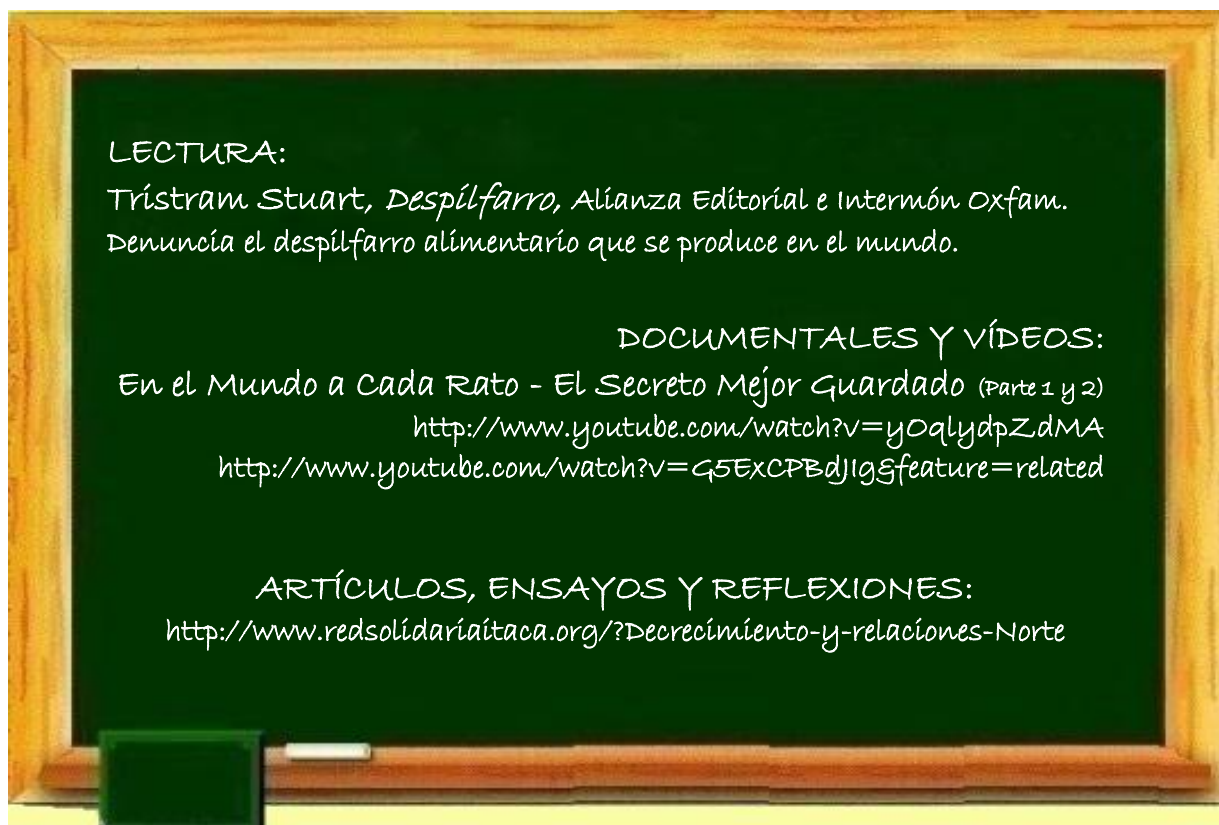 LECTURA:
Tristram Stuart, Despilfarro, Alianza Editorial e Intermón Oxfam.
Denuncia el despilfarro alimentario que se produce en el mundo.
DOCUMENTALES Y VÍDEOS:
En el Mundo a Cada Rato - El Secreto Mejor Guardado (Parte 1 y 2)
http://www.youtube.com/watch?v=yOqlydpZdMA
http://www.youtube.com/watch?v=G5ExCPBdJIg&feature=related
ARTÍCULOS, ENSAYOS Y REFLEXIONES:
http://www.redsolidariaitaca.org/?Decrecimiento-y-relaciones-Norte